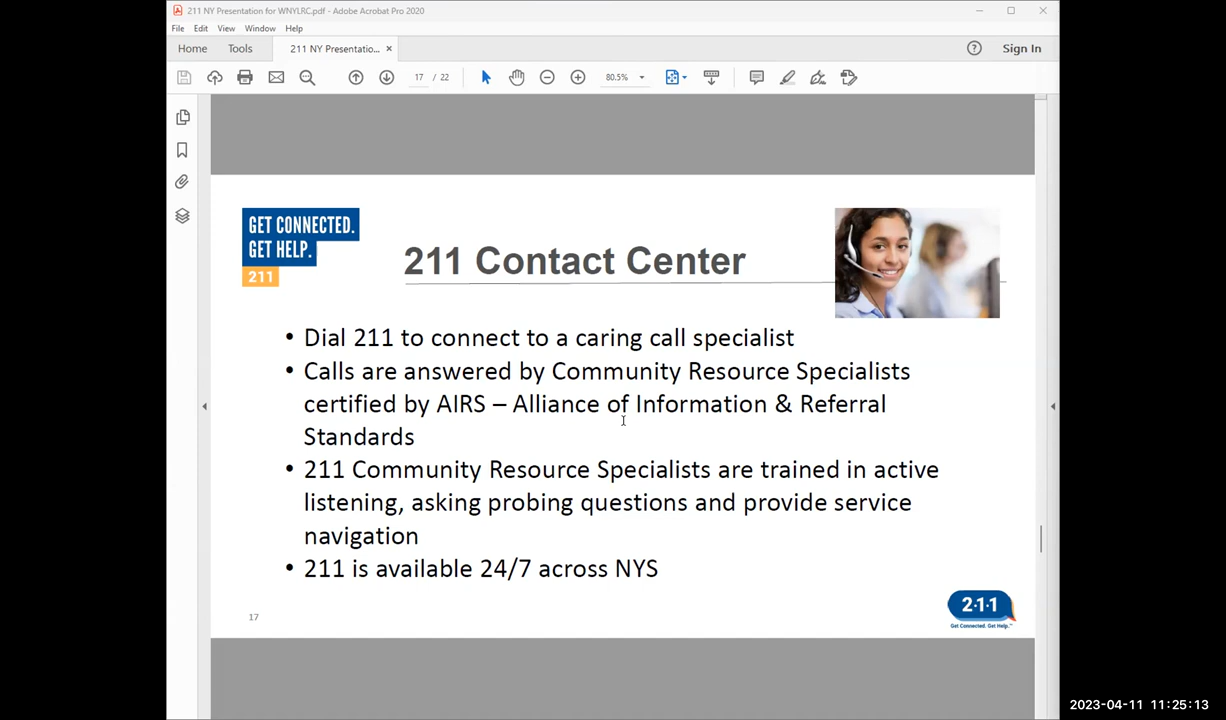 211 NY Presentation for WNYLRC.pdf - Adobe Acrobat Pro 2020
File Edit View Window Help
Home Tools 211 NY Presentatio... × Sign In
17 / 22 80.5%
GET CONNECTED.
GET HELP.
211
211 Contact Center
• Dial 211 to connect to a caring call specialist
• Calls are answered by Community Resource Specialists
certified by AIRS – Alliance of Information & Referral
Standards
• 211 Community Resource Specialists are trained in active
listening, asking probing questions and provide service
navigation
• 211 is available 24/7 across NYS
17
2·1·1
Get Connected. Get Help.™
2023-04-11 11:25:13